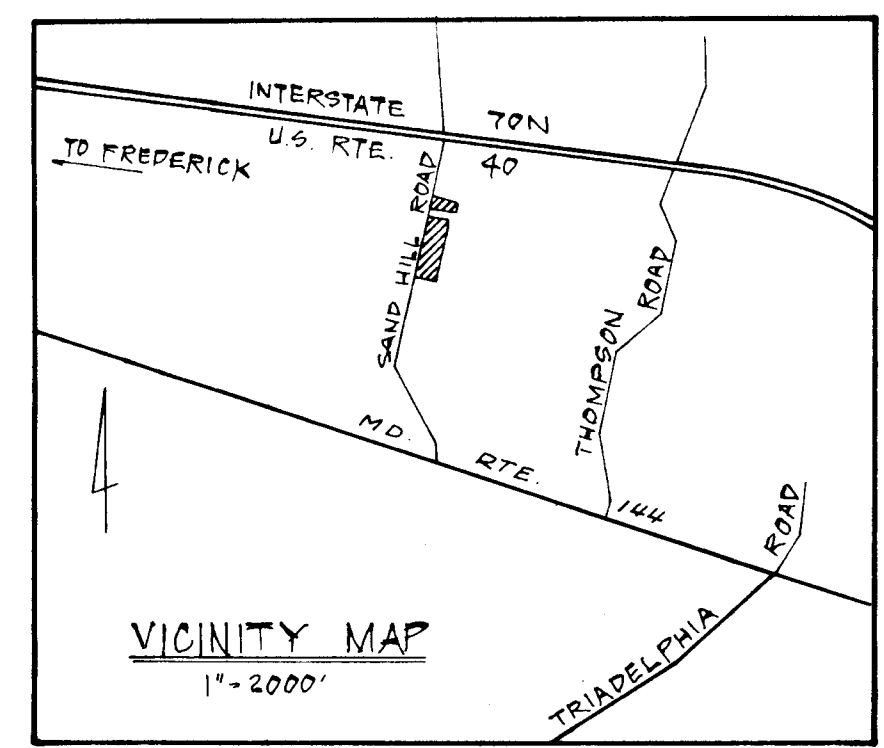 INTERSTATE 70N
U.S. RTE. 40
TO FREDERICK
SAND HILL ROAD
THOMPSON ROAD
MD. RTE. 144
TRIADELPHIA ROAD
VICINITY MAP
1"-2000'